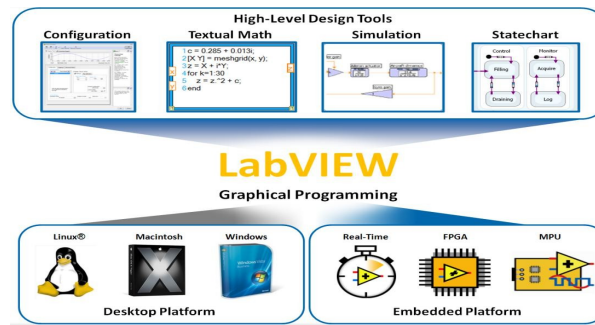 High-Level Design Tools
Configuration
Textual Math
Simulation
Statechart
1 c = 0.285 + 0.013i;
2 [X Y] = meshgrid(x, y);
3 z = X + i*Y;
4 for k=1:30
5 z = z.^2 + c;
6 end
Control
Monitor
Filling
Acquire
Draining
Log
LabVIEW
Graphical Programming
Linux®
Macintosh
Windows
Real-Time
FPGA
MPU
Desktop Platform
Embedded Platform